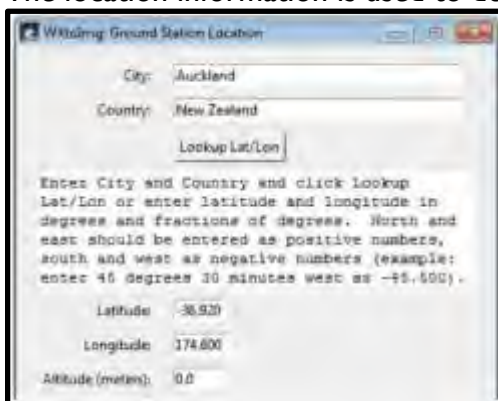 The location information is used to
WXtoImg: Ground Station Location
City: Auckland
Country: New Zealand
Lookup Lat/Lon
Enter City and Country and click Lookup
Lat/Lon or enter latitude and longitude in
degrees and fractions of degrees. North and
east should be entered as positive numbers,
south and west as negative numbers (example:
enter 45 degrees 30 minutes west as -45.500).
Latitude: -36.920
Longitude: 174.600
Altitude (meters): 0.0